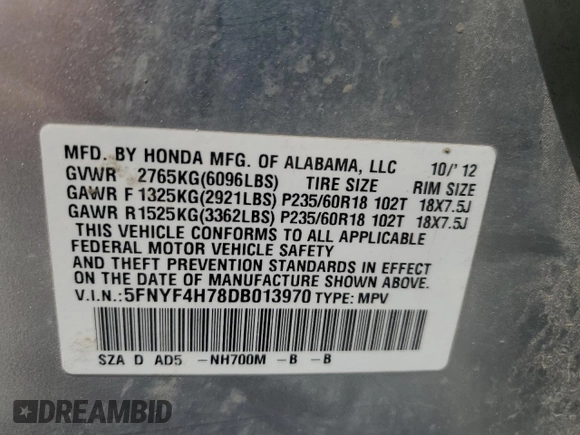 MFD. BY HONDA MFG. OF ALABAMA, LLC 10/'12
GVWR 2765KG(6096LBS) TIRE SIZE RIM SIZE
GAWR F 1325KG(2921LBS) P235/60R18 102T 18X7.5J
GAWR R 1525KG(3362LBS) P235/60R18 102T 18X7.5J
THIS VEHICLE CONFORMS TO ALL APPLICABLE
FEDERAL MOTOR VEHICLE SAFETY
AND THEFT PREVENTION STANDARDS IN EFFECT
ON THE DATE OF MANUFACTURE SHOWN ABOVE.
V.I.N.:5FNYF4H78DB013970 TYPE: MPV
SZA D AD5 -NH700M -B -B
DREAMBID